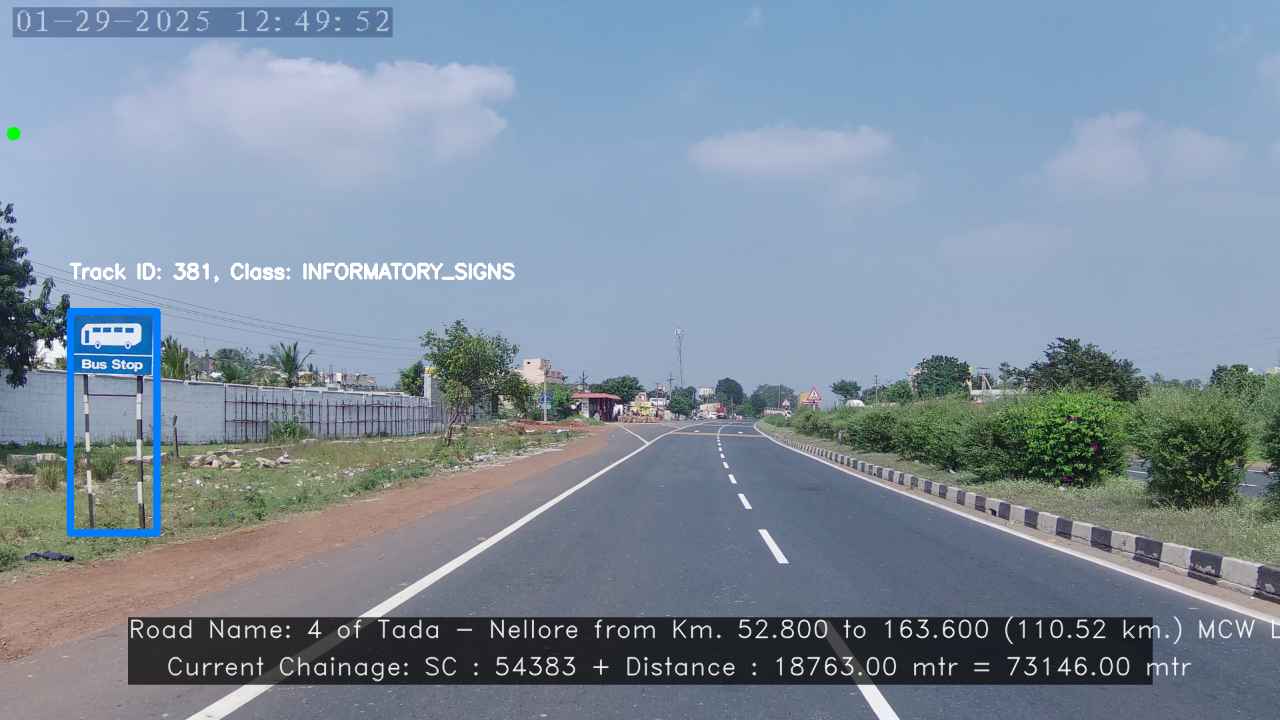 01-29-2025 12:49:52
Track ID: 381, Class: INFORMATORY_SIGNS
Bus Stop
Road Name: 4 of Tada - Nellore from Km. 52.800 to 163.600 (110.52 km.) MCW L
Current Chainage: SC : 54383 + Distance : 18763.00 mtr = 73146.00 mtr